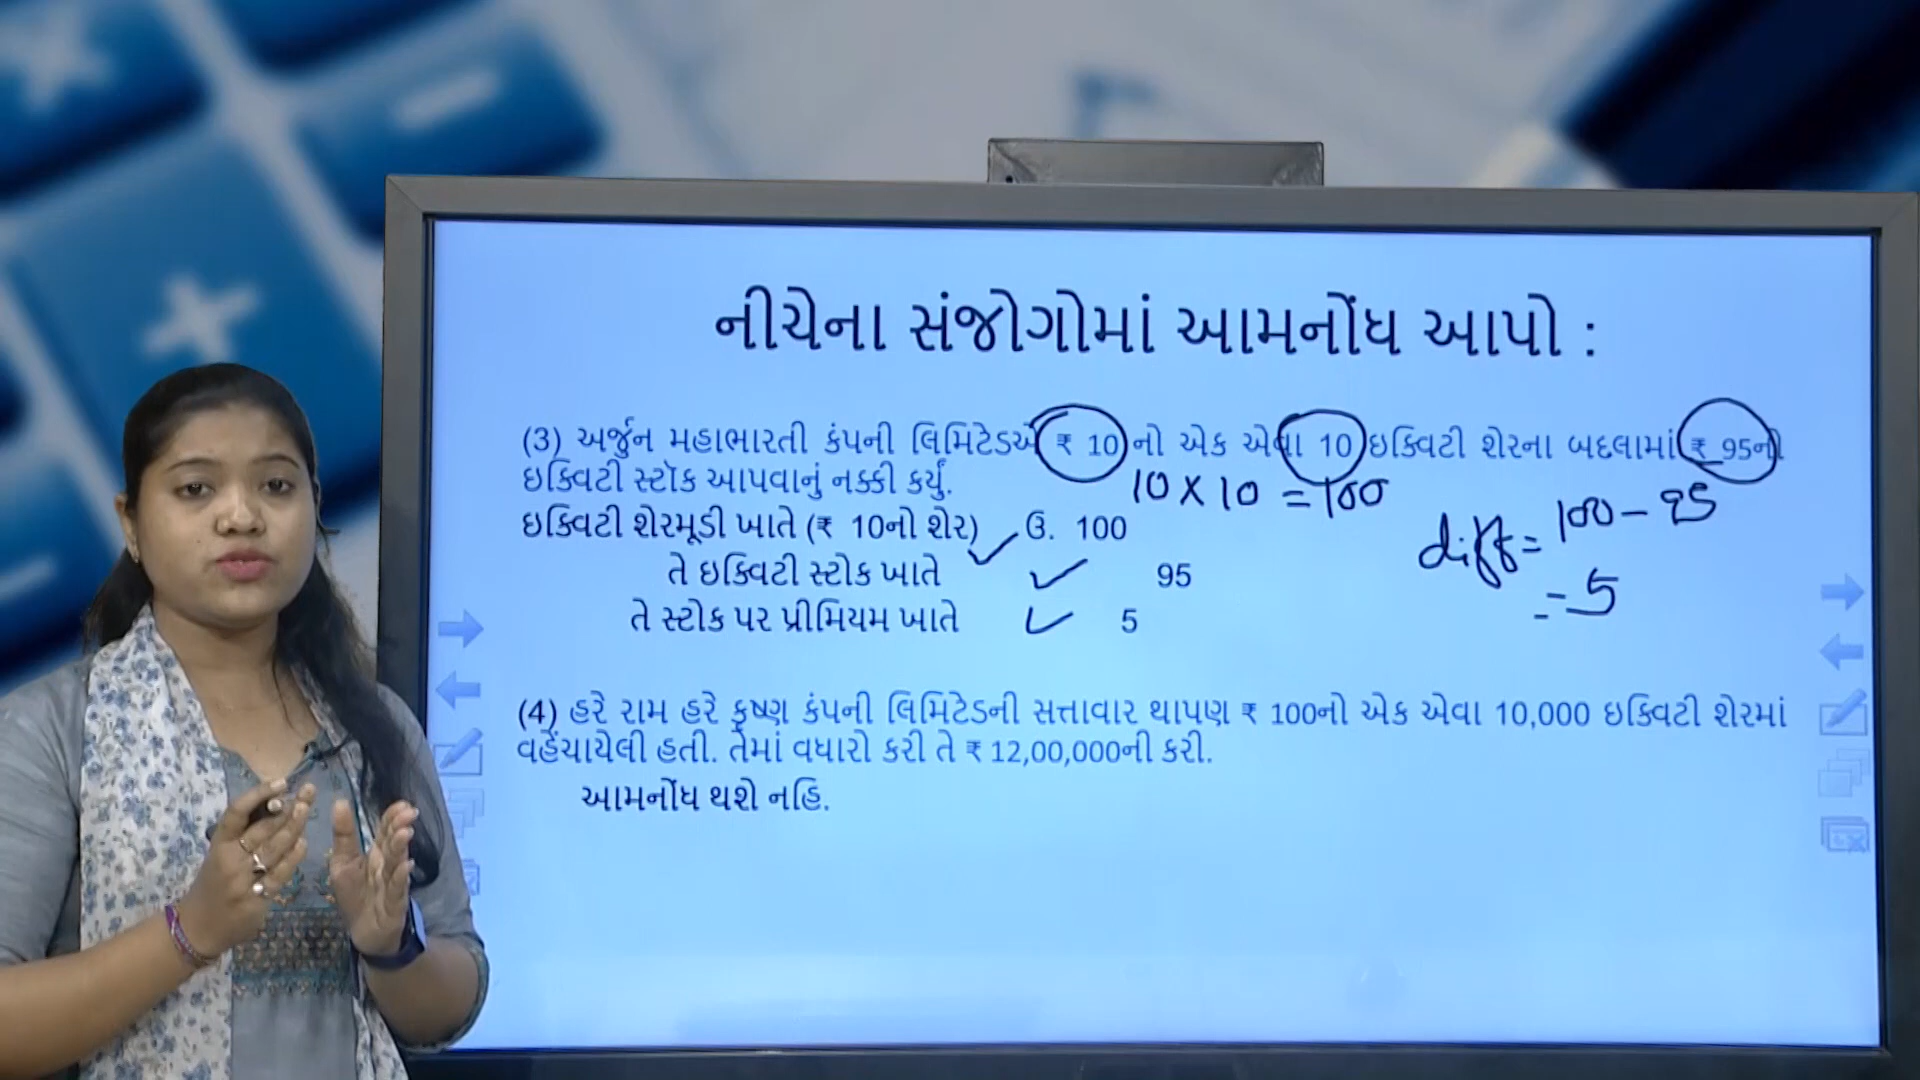 નીચેના સંજોગોમાં આમનોંધ આપો :
(3) અર્જુન મહાભારતી કંપની લિમિટેડએ ₹ 10 નો એક એવા 10 ઇક્વિટી શેરના બદલામાં ₹ 95ની
ઇક્વિટી સ્ટૉક આપવાનું નક્કી કર્યું.
10 X 10 = 100
ઇક્વિટી શેરમૂડી ખાતે (₹ 10નો શેર) ઉ. 100
diff = 100 - 95
= 5
તે ઇક્વિટી સ્ટોક ખાતે 95
તે સ્ટોક પર પ્રીમિયમ ખાતે 5
(4) હરે રામ હરે કૃષ્ણ કંપની લિમિટેડની સત્તાવાર થાપણ ₹ 100નો એક એવા 10,000 ઇક્વિટી શેરમાં
વહેંચાયેલી હતી. તેમાં વધારો કરી તે ₹ 12,00,000ની કરી.
આમનોંધ થશે નહિ.